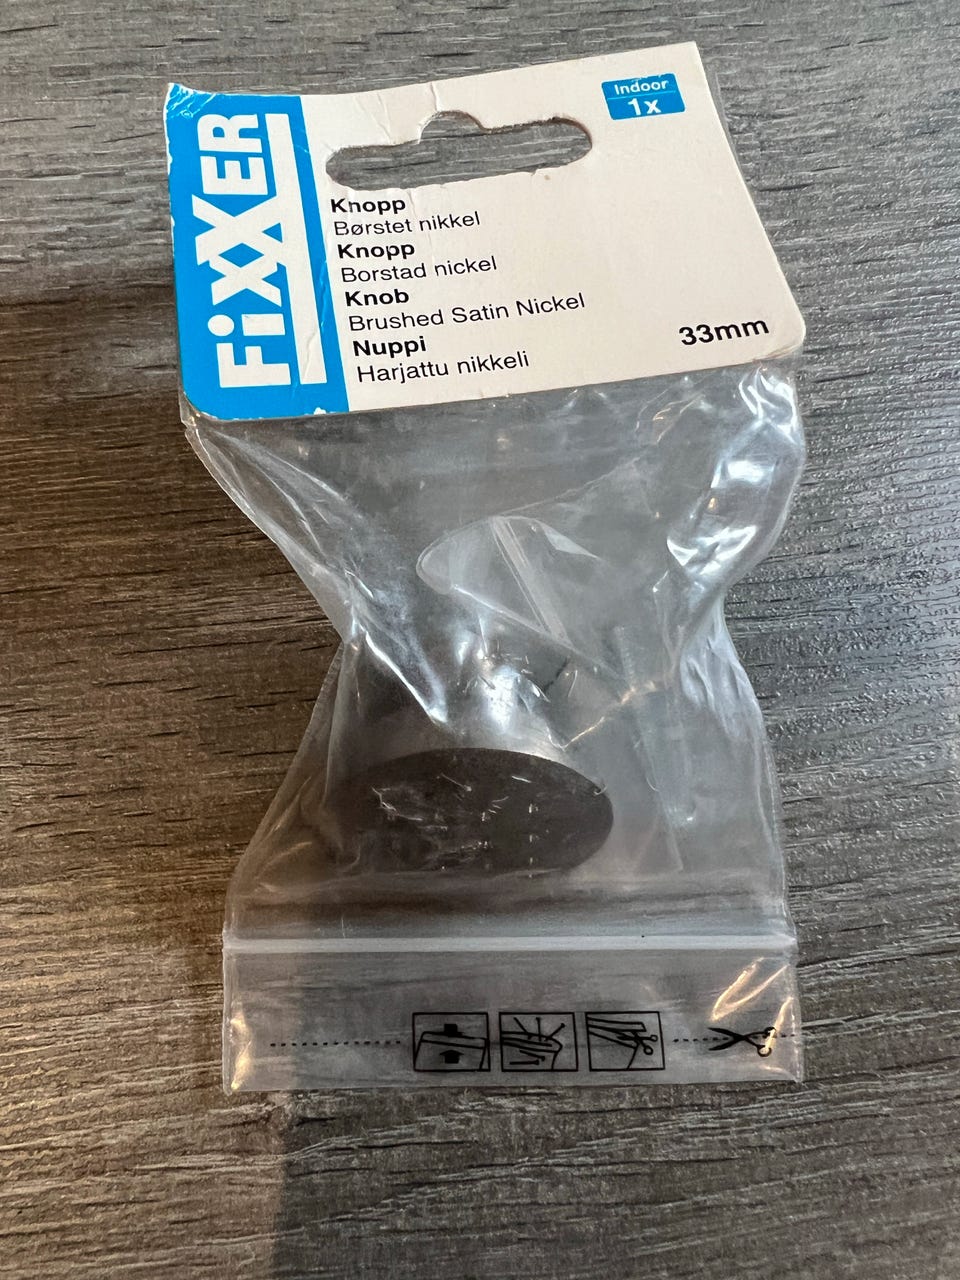 FiXXER
Indoor
1x
Knopp
Børstet nikkel
Knopp
Borstad nickel
Knob
Brushed Satin Nickel
Nuppi
Harjattu nikkeli
33mm